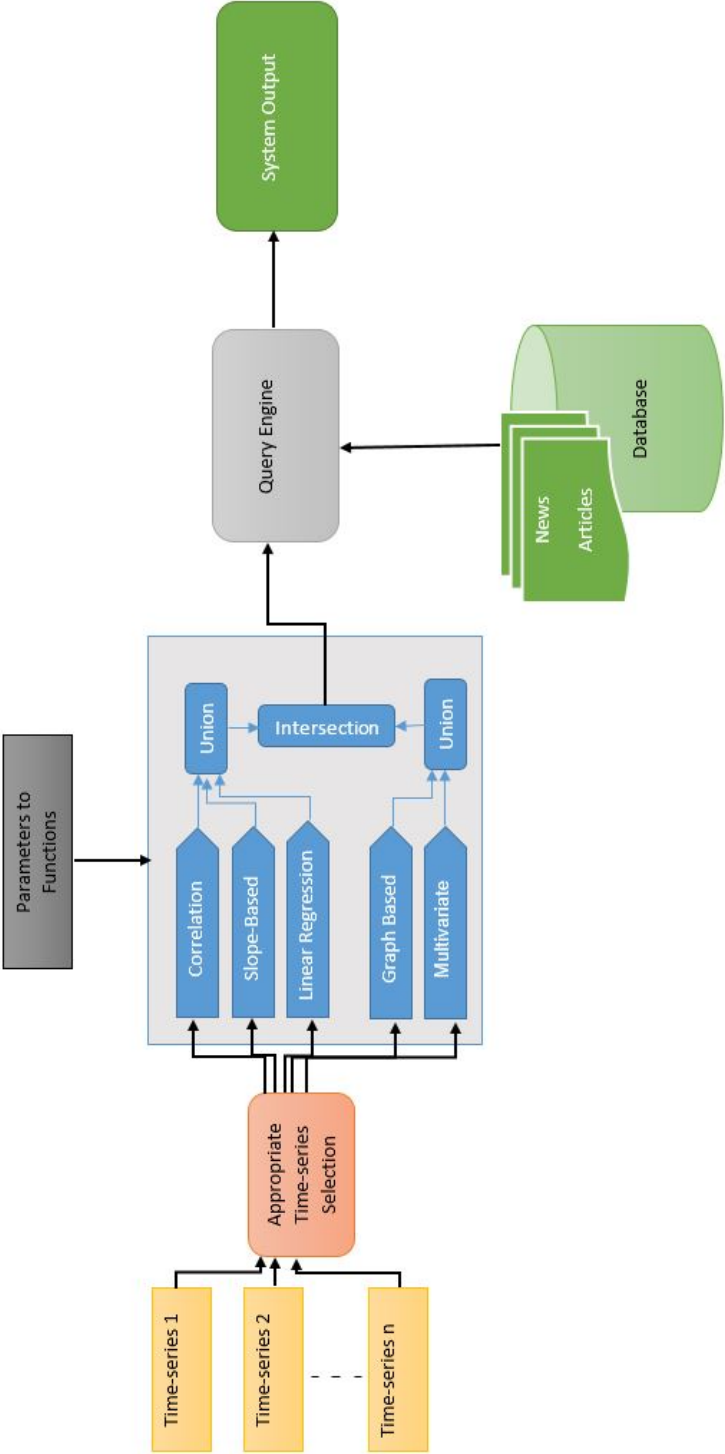 Time-series 1
Time-series 2
Time-series n
Appropriate
Time-series
Selection
Parameters to
Functions
Correlation
Slope-Based
Linear Regression
Graph Based
Multivariate
Union
Intersection
Union
Query Engine
News
Articles
Database
System Output